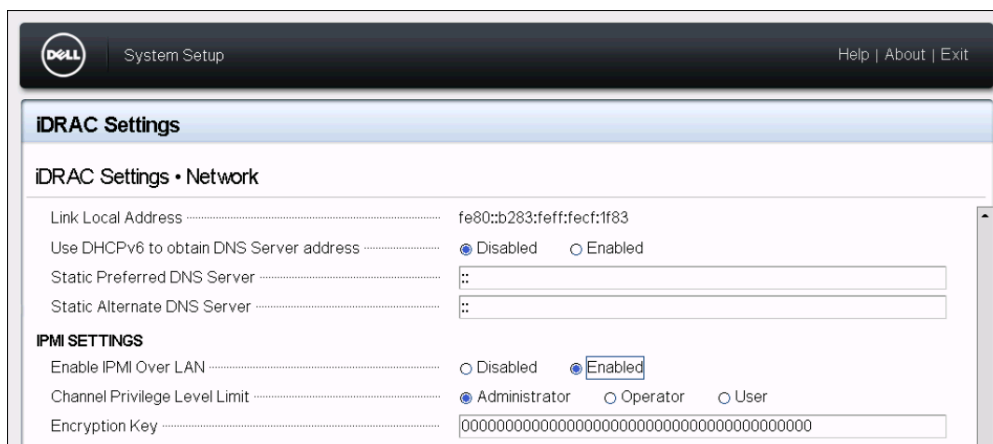 DELL System Setup Help | About | Exit
iDRAC Settings
iDRAC Settings • Network
Link Local Address fe80::b283:feff:fecf:1f83
Use DHCPv6 to obtain DNS Server address Disabled Enabled
Static Preferred DNS Server ::
Static Alternate DNS Server ::
IPMI SETTINGS
Enable IPMI Over LAN Disabled Enabled
Channel Privilege Level Limit Administrator Operator User
Encryption Key 0000000000000000000000000000000000000000